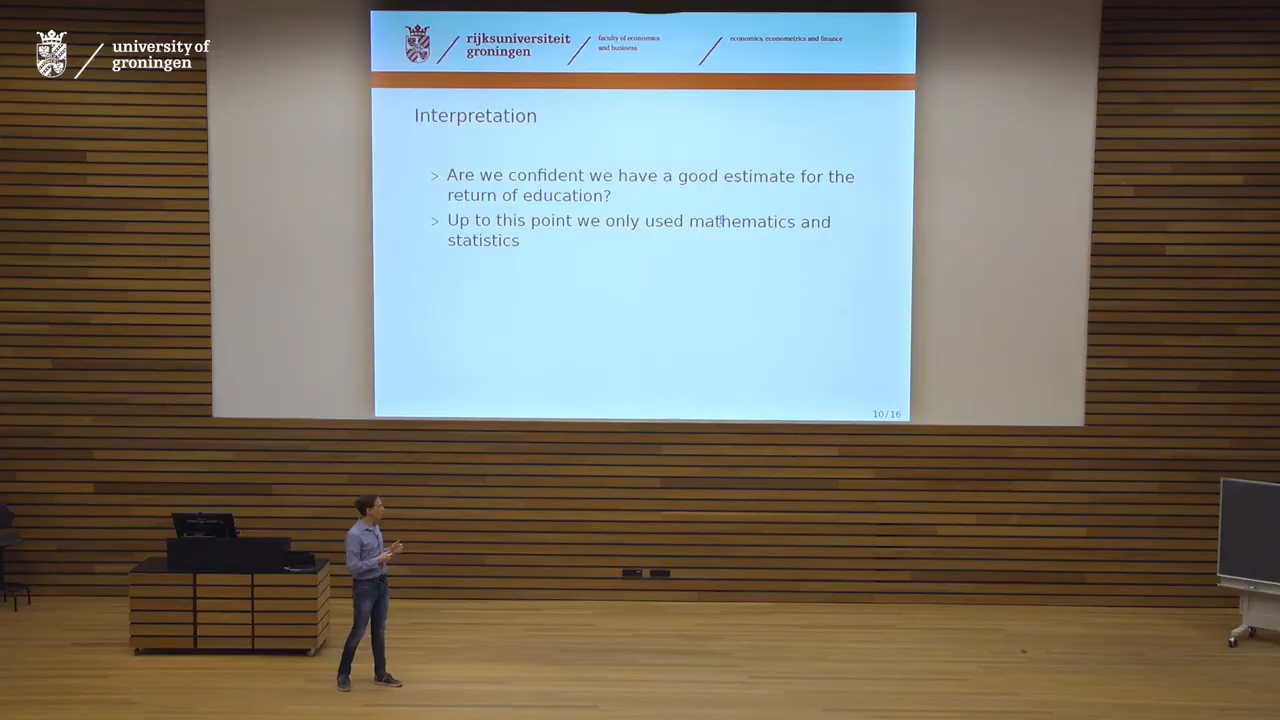 university of
groningen
rijksuniversiteit
groningen
faculty of economics
and business
economics, econometrics and finance
Interpretation
> Are we confident we have a good estimate for the
return of education?
> Up to this point we only used mathematics and
statistics
10/16